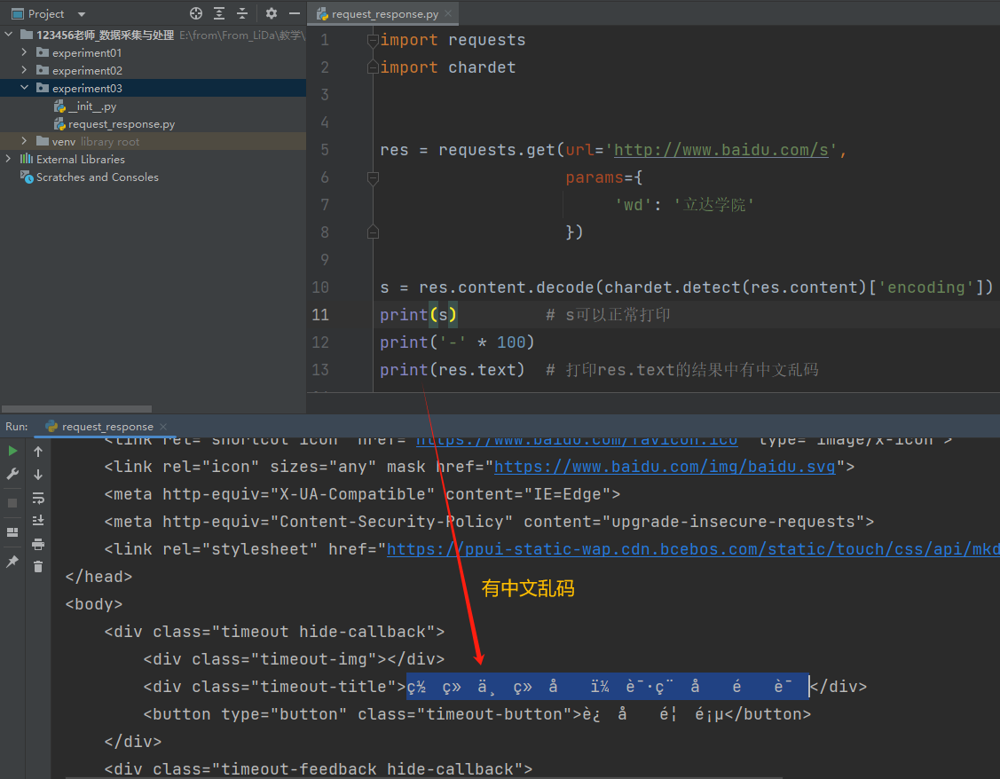 Project
request_response.py
123456老师_数据采集与处理 E:\from\From_LiDa\教学\
experiment01
experiment02
experiment03
__init__.py
request_response.py
venv library root
External Libraries
Scratches and Consoles
1 import requests
2 import chardet
3
4
5 res = requests.get(url='http://www.baidu.com/s',
6 params={
7 'wd': '立达学院'
8 })
9
10 s = res.content.decode(chardet.detect(res.content)['encoding'])
11 print(s) # s可以正常打印
12 print('-' * 100)
13 print(res.text) # 打印res.text的结果中有中文乱码
Run: request_response
<link rel="shortcut icon" href="https://www.baidu.com/favicon.ico" type="image/x-icon">
<link rel="icon" sizes="any" mask href="https://www.baidu.com/img/baidu.svg">
<meta http-equiv="X-UA-Compatible" content="IE=Edge">
<meta http-equiv="Content-Security-Policy" content="upgrade-insecure-requests">
<link rel="stylesheet" href="https://ppui-static-wap.cdn.bcebos.com/static/touch/css/api/mkd
</head>
有中文乱码
<body>
<div class="timeout hide-callback">
<div class="timeout-img"></div>
<div class="timeout-title">ç½ ç» ä¸ ç» å ï¼ è¯·ç¨ å é è¯ </div>
<button type="button" class="timeout-button">è¿ å é¦ é¡µ</button>
</div>
<div class="timeout-feedback hide-callback">